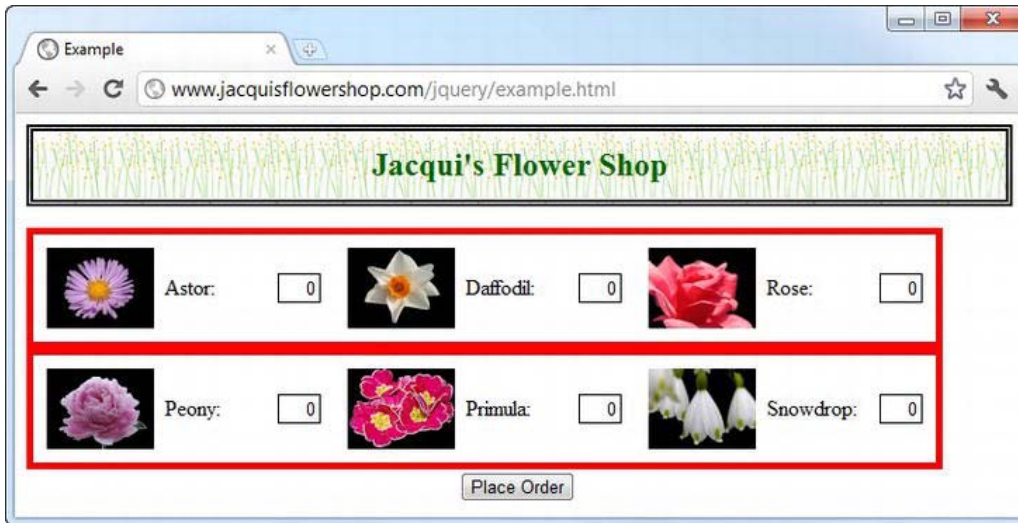 Example
www.jacquisflowershop.com/jquery/example.html
Jacqui's Flower Shop
Astor: 0 Daffodil: 0 Rose: 0
Peony: 0 Primula: 0 Snowdrop: 0
Place Order